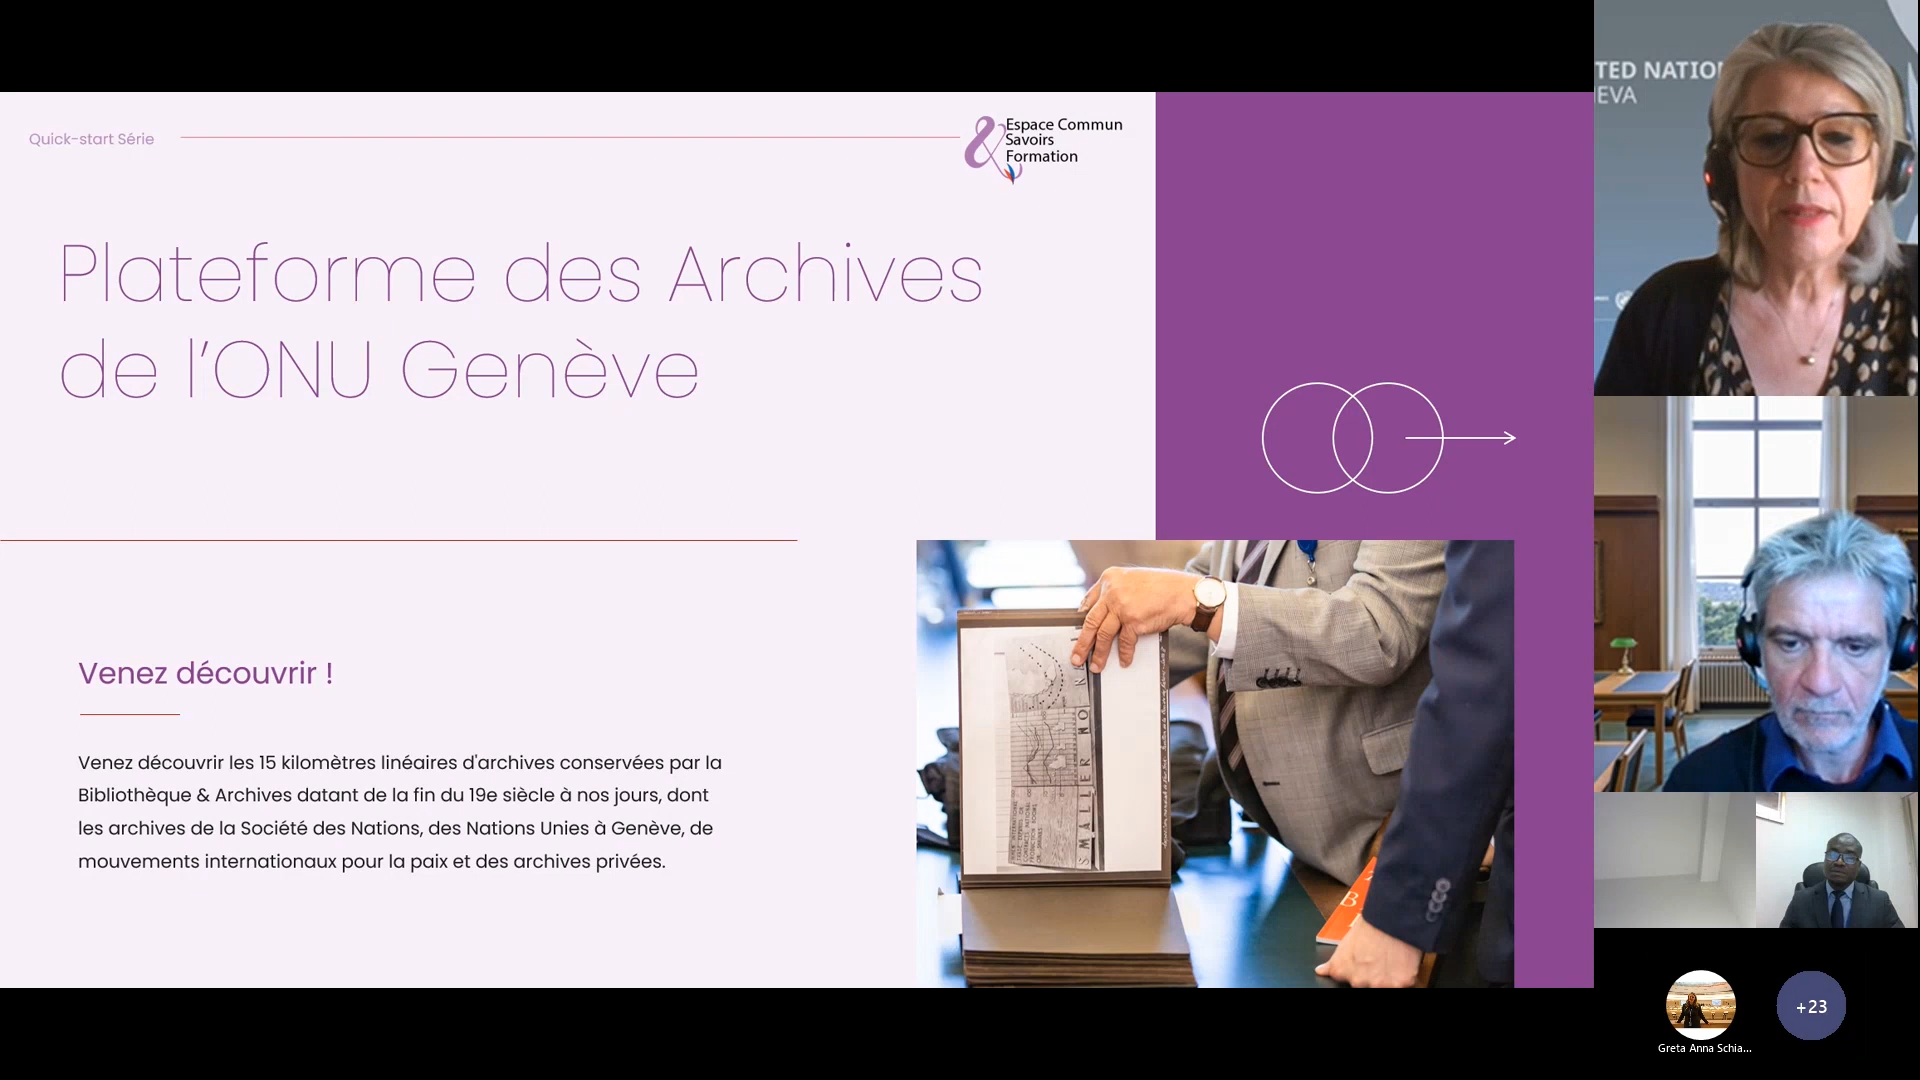 Quick-start Série
Espace Commun
Savoirs
Formation
Plateforme des Archives
de l'ONU Genève
Venez découvrir !
Venez découvrir les 15 kilomètres linéaires d'archives conservées par la
Bibliothèque & Archives datant de la fin du 19e siècle à nos jours, dont
les archives de la Société des Nations, des Nations Unies à Genève, de
mouvements internationaux pour la paix et des archives privées.
SMALLER NO
TED NATIO
EVA
Greta Anna Schia...
+23